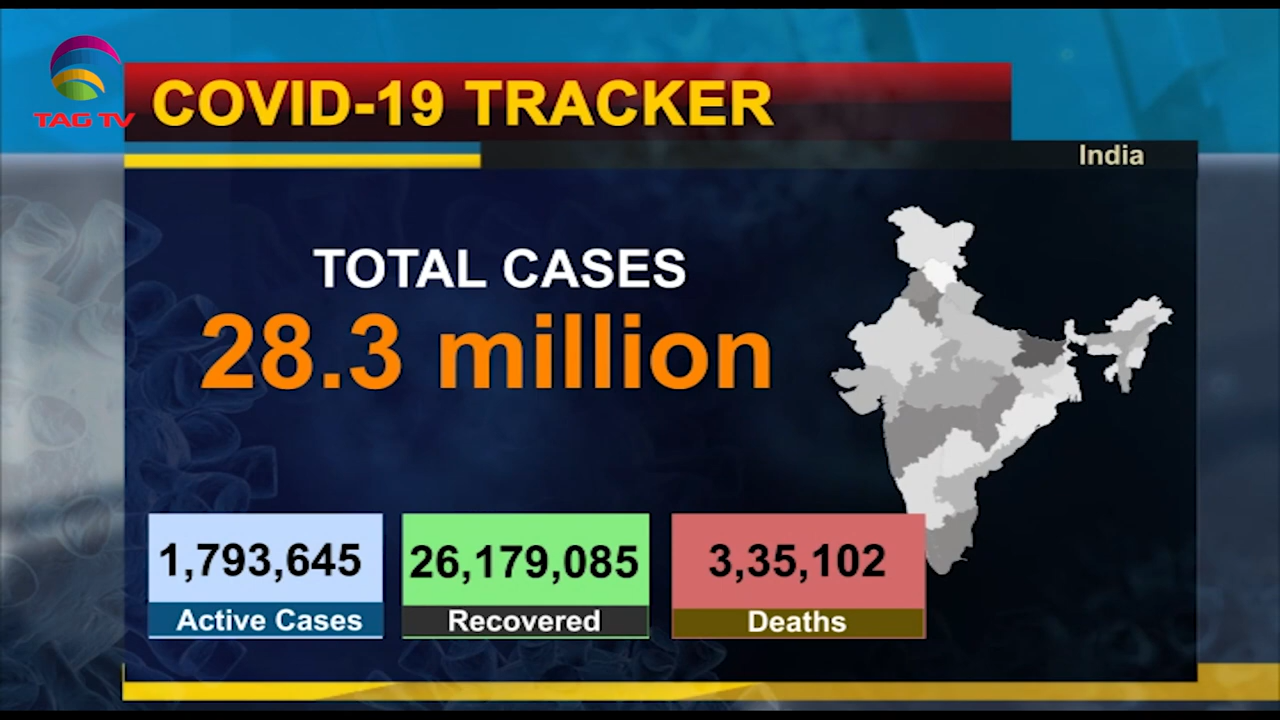 TAG TV
COVID-19 TRACKER
India
TOTAL CASES
28.3 million
1,793,645
Active Cases
26,179,085
Recovered
3,35,102
Deaths